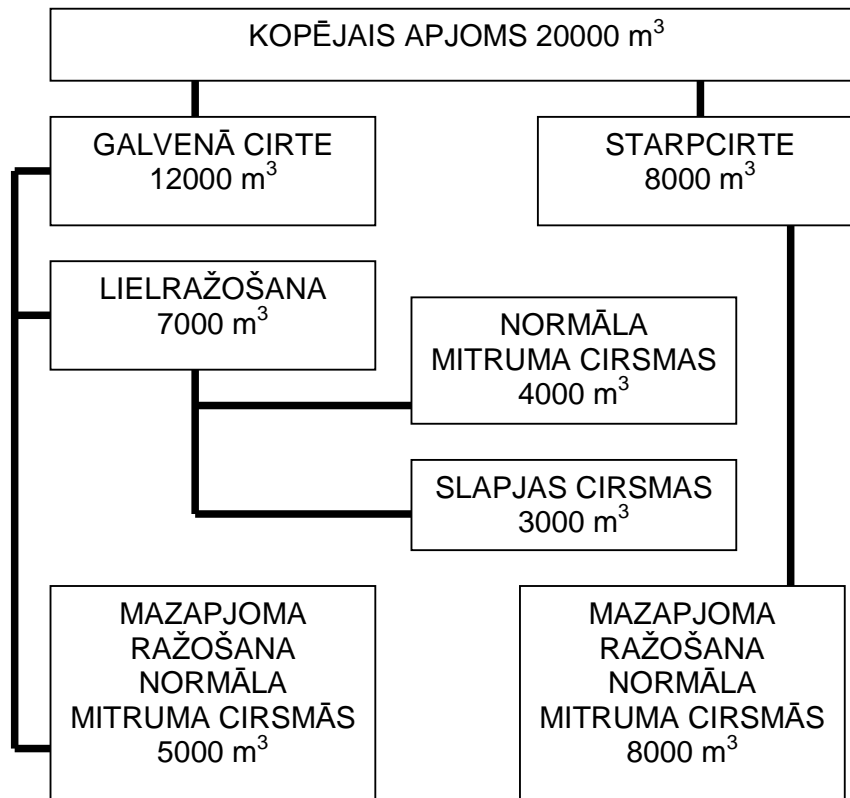 KOPĒJAIS APJOMS 20000 m³
GALVENĀ CIRTE
12000 m³
STARPCIRTE
8000 m³
LIELRAŽOŠANA
7000 m³
NORMĀLA
MITRUMA CIRSMAS
4000 m³
SLAPJAS CIRSMAS
3000 m³
MAZAPJOMA
RAŽOŠANA
NORMĀLA
MITRUMA CIRSMĀS
5000 m³
MAZAPJOMA
RAŽOŠANA
NORMĀLA
MITRUMA CIRSMĀS
8000 m³